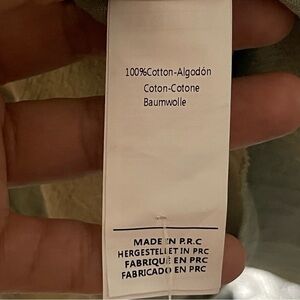 100%Cotton-Algodón
Coton-Cotone
Baumwolle
MADE IN P.R.C
HERGESTELLET IN PRC
FABRIQUE EN PRC
FABRICADO EN PRC